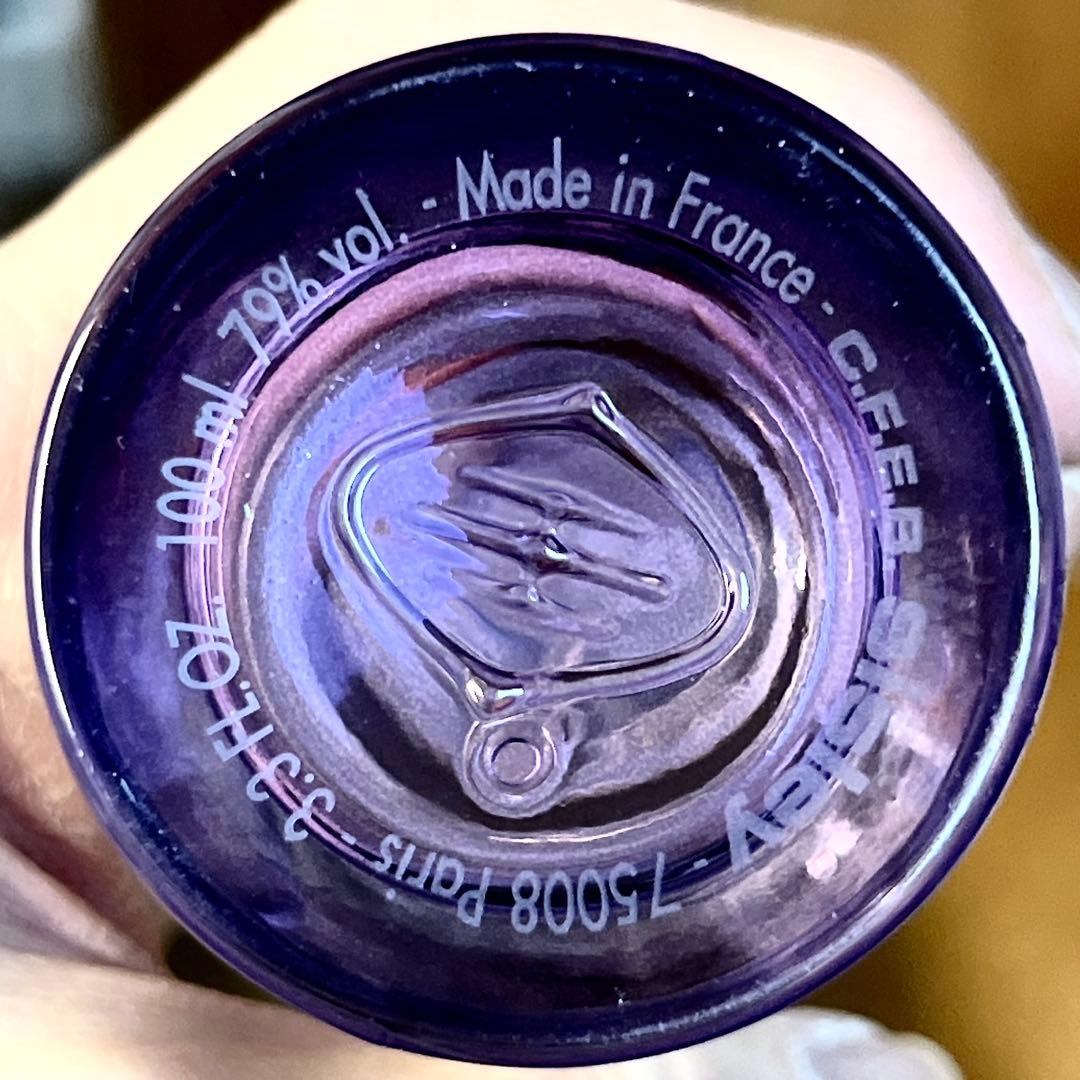 C.F.E.B. sisley - 75008 Paris - 3.3 FL.OZ. 100 ml 79% vol. - Made in France -